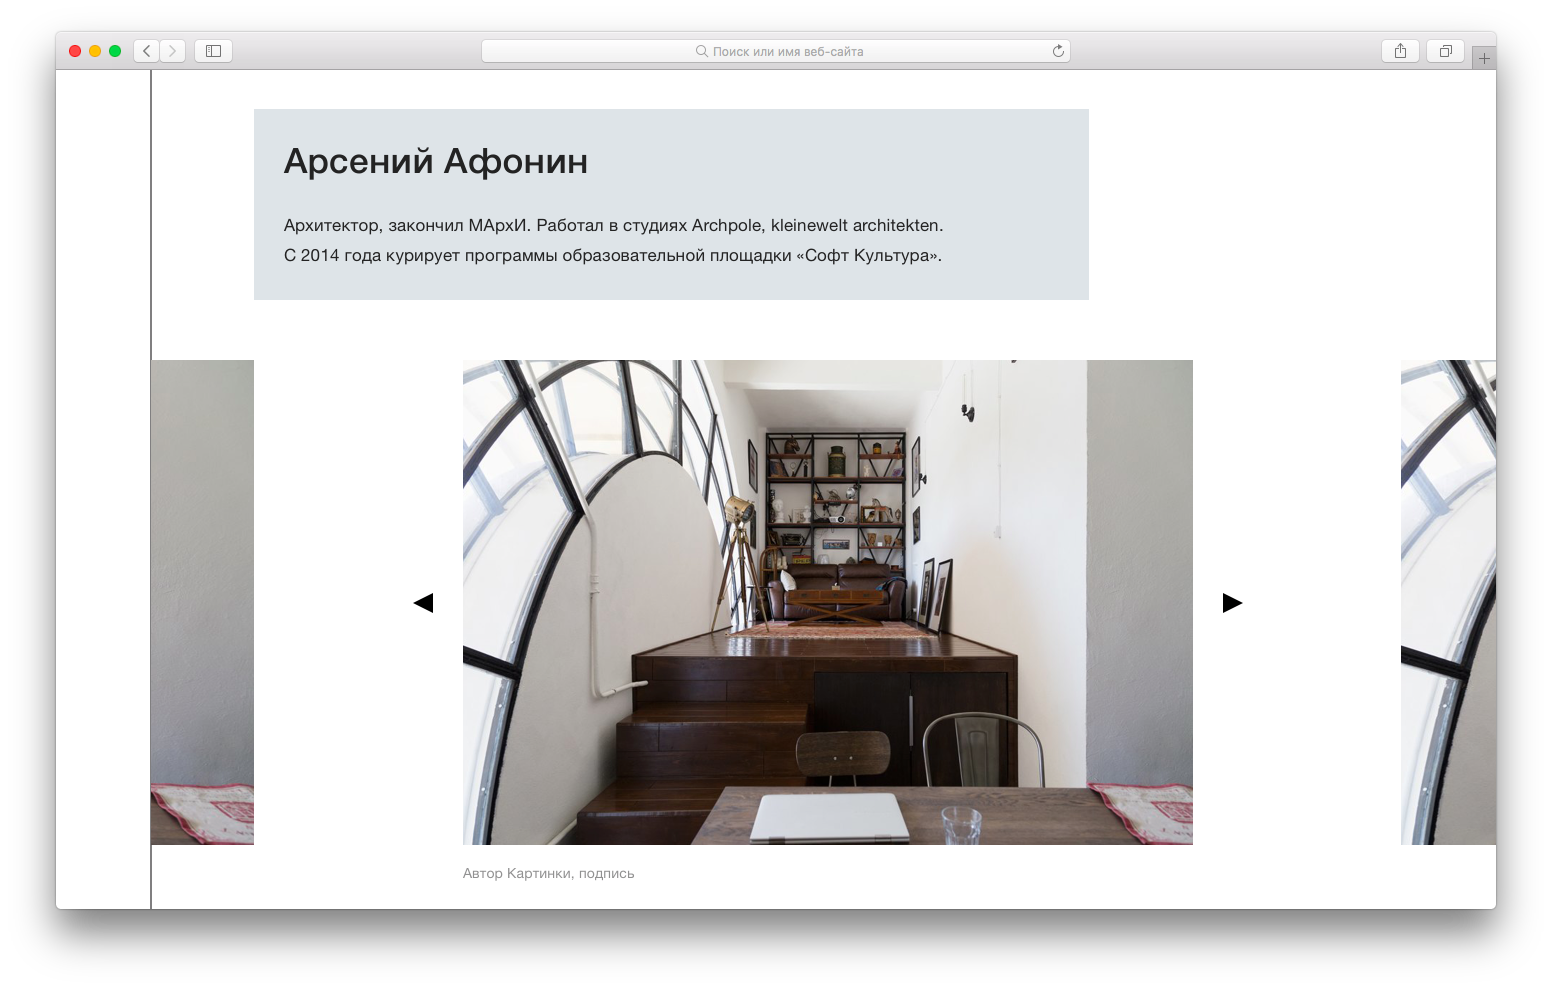 Поиск или имя веб-сайта
Арсений Афонин
Архитектор, закончил МАрхИ. Работал в студиях Archpole, kleinewelt architekten.
С 2014 года курирует программы образовательной площадки «Софт Культура».
Автор Картинки, подпись